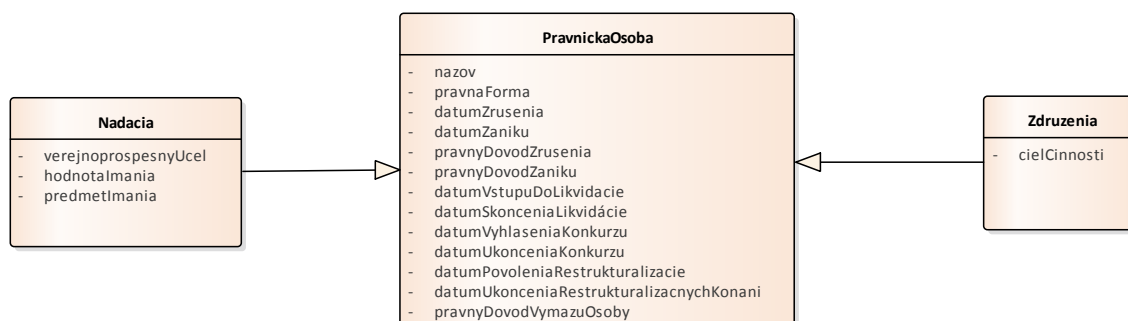 Nadacia
- verejnoprospesnyUcel
- hodnotaImania
- predmetImania
PravnickaOsoba
- nazov
- pravnaForma
- datumZrusenia
- datumZaniku
- pravnyDovodZrusenia
- pravnyDovodZaniku
- datumVstupuDoLikvidacie
- datumSkonceniaLikvidácie
- datumVyhlaseniaKonkurzu
- datumUkonceniaKonkurzu
- datumPovoleniaRestrukturalizacie
- datumUkonceniaRestrukturalizacnychKonani
- pravnyDovodVymazuOsoby
Zdruzenia
- cielCinnosti